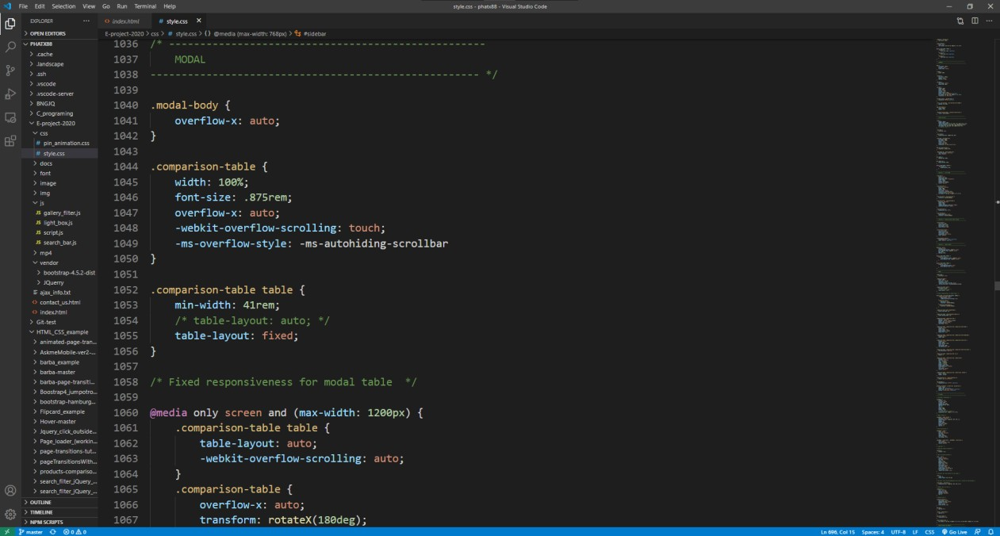 File Edit Selection View Go Run Terminal Help
style.css - phatx88 - Visual Studio Code
EXPLORER
OPEN EDITORS
PHATX88
.cache
.landscape
.ssh
.vscode
.vscode-server
BNGJQ
C_programing
E-project-2020
css
# pin_animation.css
# style.css
docs
font
image
img
js
JS gallery_filter.js
JS light_box.js
JS script.js
JS search_bar.js
mp4
vendor
bootstrap-4.5.2-dist
JQuerry
ajax_info.txt
<> contact_us.html
<> index.html
Git-test
HTML_CSS_example
animated-page-tran...
AskmeMobile-ver2-...
barba_example
barba-master
barba-page-transiti...
Boostrap4_jumpotro...
bootstrap-hamburg...
Flipcard_example
Hover-master
Jquery_click_outside...
Page_loader_(workin...
page-transitions-tut...
pageTransitionsWith...
products-compariso...
search_filter_jQuery_...
search_filter_jQuery_...
OUTLINE
TIMELINE
NPM SCRIPTS
<> index.html
# style.css
E-project-2020 > css > # style.css > {} @media (max-width: 768px) > #sidebar
1036 /* ---------------------------------------------------
1037     MODAL
1038 ----------------------------------------------------- */
1039
1040 .modal-body {
1041     overflow-x: auto;
1042 }
1043
1044 .comparison-table {
1045     width: 100%;
1046     font-size: .875rem;
1047     overflow-x: auto;
1048     -webkit-overflow-scrolling: touch;
1049     -ms-overflow-style: -ms-autohiding-scrollbar
1050 }
1051
1052 .comparison-table table {
1053     min-width: 41rem;
1054     /* table-layout: auto; */
1055     table-layout: fixed;
1056 }
1057
1058 /* Fixed responsiveness for modal table  */
1059
1060 @media only screen and (max-width: 1200px) {
1061     .comparison-table table {
1062         table-layout: auto;
1063         -webkit-overflow-scrolling: auto;
1064     }
1065     .comparison-table {
1066         overflow-x: auto;
1067         transform: rotateX(180deg);
master 0 0 Ln 696, Col 15 Spaces: 4 UTF-8 LF CSS Go Live